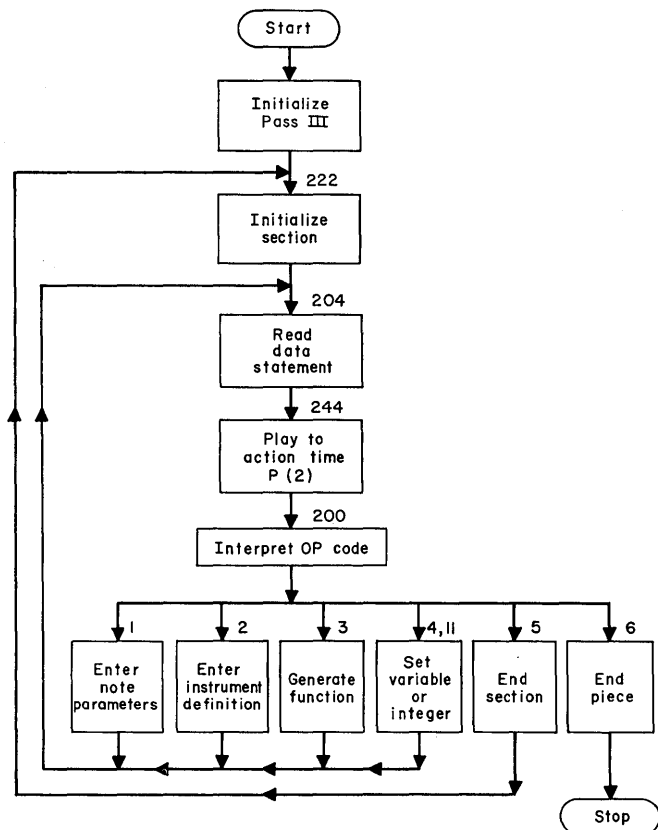 Start
Initialize
Pass III
222
Initialize
section
204
Read
data
statement
244
Play to
action time
P (2)
200
Interpret OP code
1
2
3
4,11
5
6
Enter
note
parameters
Enter
instrument
definition
Generate
function
Set
variable
or
integer
End
section
End
piece
Stop